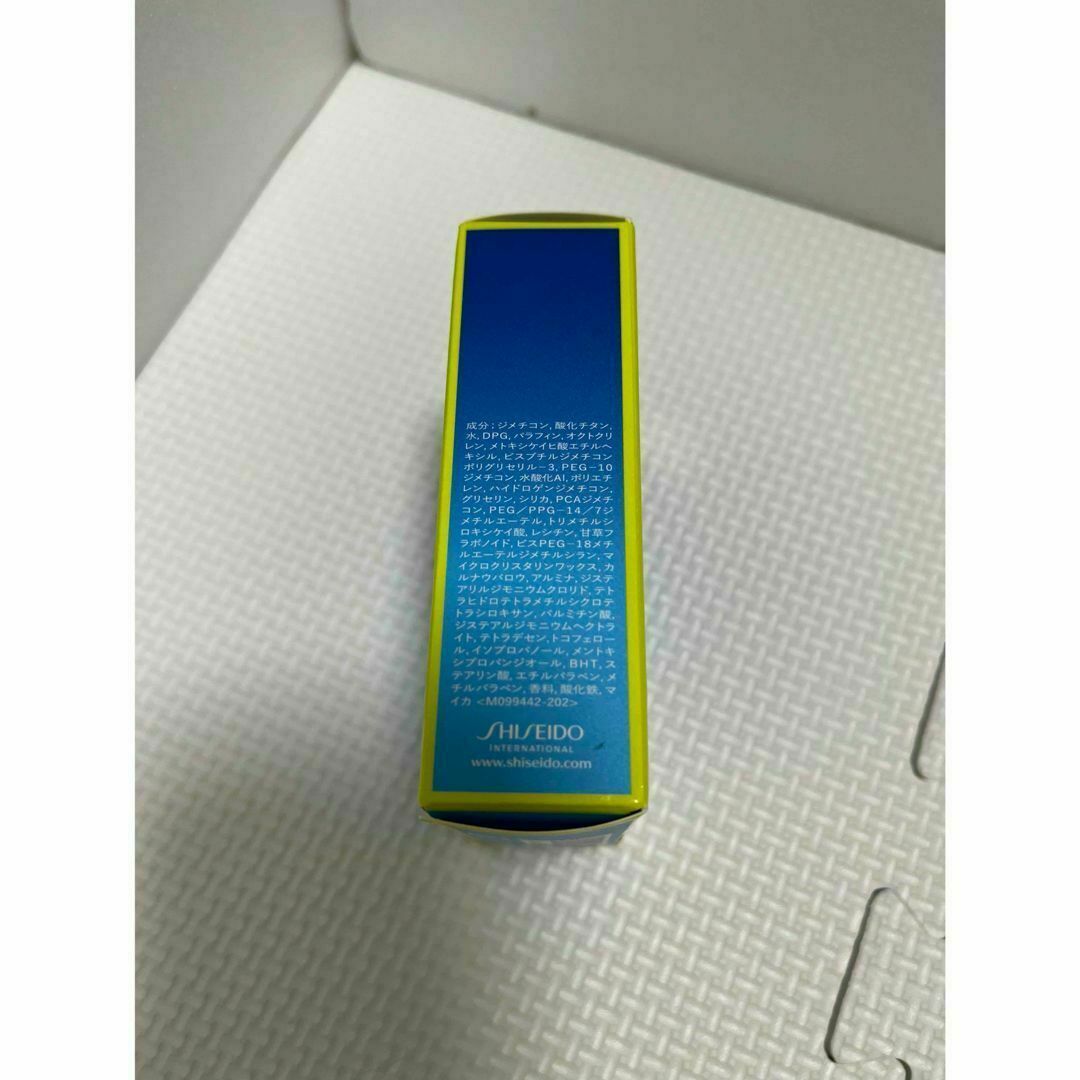 成分；ジメチコン, 酸化チタン,
水, DPG, パラフィン, オクトクリ
レン, メトキシケイヒ酸エチルヘ
キシル, ビスブチルジメチコン
ポリグリセリル−3, PEG−10
ジメチコン, 水酸化Al, ポリエチ
レン, ハイドロゲンジメチコン,
グリセリン, シリカ, PCAジメチ
コン, PEG／PPG−14／7ジ
メチルエーテル, トリメチルシ
ロキシケイ酸, レシチン, 甘草フ
ラボノイド, ビスPEG−18メチ
ルエーテルジメチルシラン, マ
イクロクリスタリンワックス, カ
ルナウバロウ, アルミナ, ジステ
アリルジモニウムクロリド, テト
ラヒドロテトラメチルシクロテ
トラシロキサン, パルミチン酸,
ジステアルジモニウムヘクトラ
イト, テトラデセン, トコフェロー
ル, イソプロパノール, メントキ
シプロパンジオール, BHT, ス
テアリン酸, エチルパラベン, メ
チルパラベン, 香料, 酸化鉄, マ
イカ <M099442-202>
SHISEIDO
INTERNATIONAL
www.shiseido.com